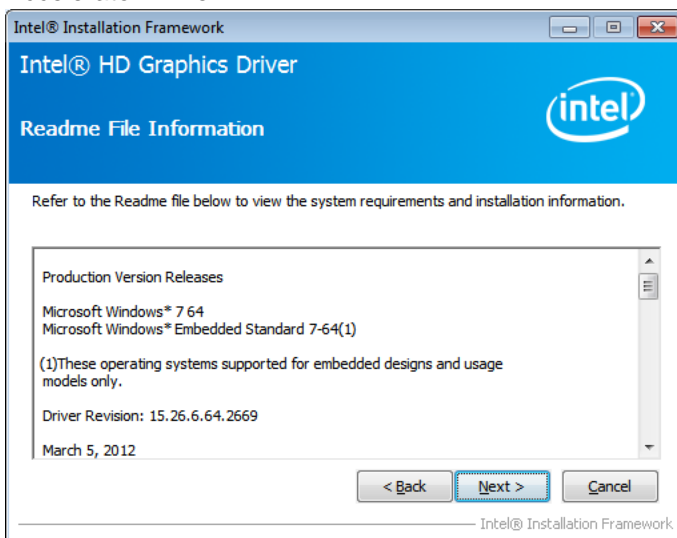 Intel® Installation Framework
Intel® HD Graphics Driver
intel
Readme File Information
Refer to the Readme file below to view the system requirements and installation information.
Production Version Releases
Microsoft Windows* 7 64
Microsoft Windows* Embedded Standard 7-64(1)
(1)These operating systems supported for embedded designs and usage
models only.
Driver Revision: 15.26.6.64.2669
March 5, 2012
< Back Next > Cancel
Intel® Installation Framework